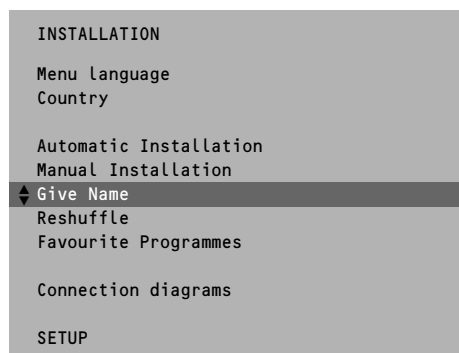 INSTALLATION
Menu language
Country
Automatic Installation
Manual Installation
Give Name
Reshuffle
Favourite Programmes
Connection diagrams
SETUP